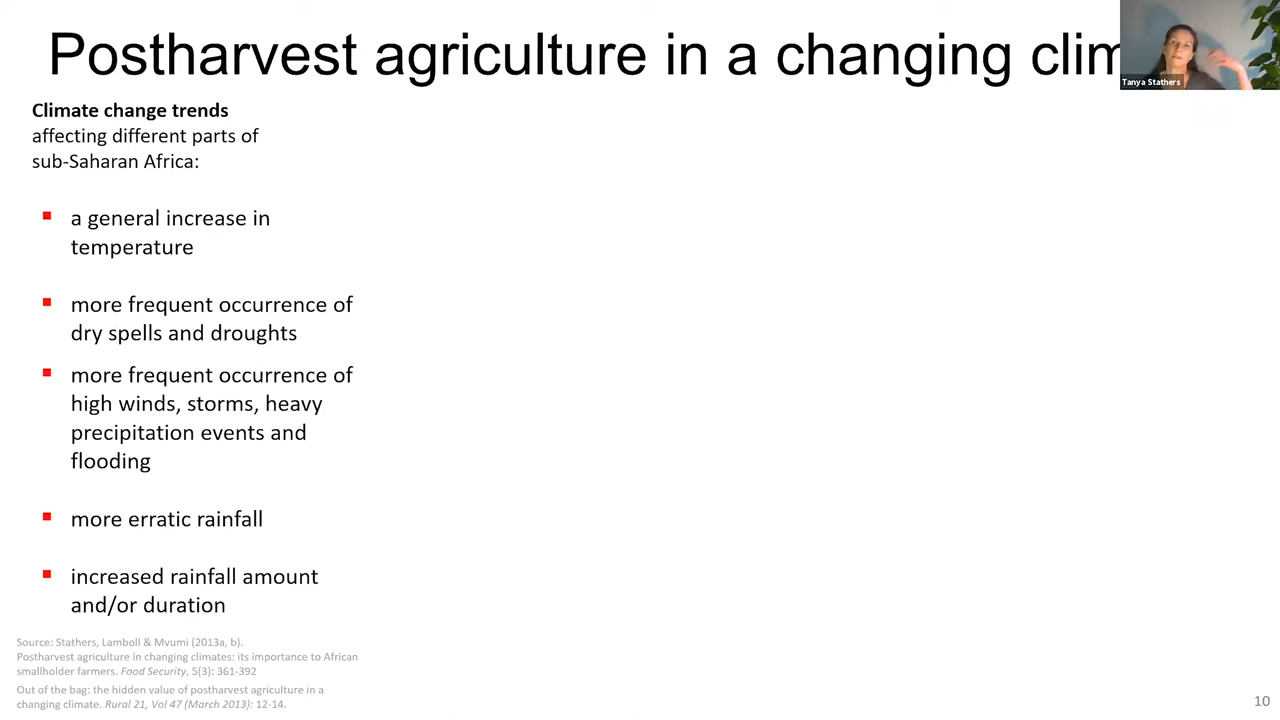 Postharvest agriculture in a changing clim
Tanya Stathers
Climate change trends
affecting different parts of
sub-Saharan Africa:
▪ a general increase in
temperature
▪ more frequent occurrence of
dry spells and droughts
▪ more frequent occurrence of
high winds, storms, heavy
precipitation events and
flooding
▪ more erratic rainfall
▪ increased rainfall amount
and/or duration
Source: Stathers, Lamboll & Mvumi (2013a, b).
Postharvest agriculture in changing climates: its importance to African
smallholder farmers. Food Security, 5(3): 361-392
Out of the bag: the hidden value of postharvest agriculture in a
changing climate. Rural 21, Vol 47 (March 2013): 12-14.
10